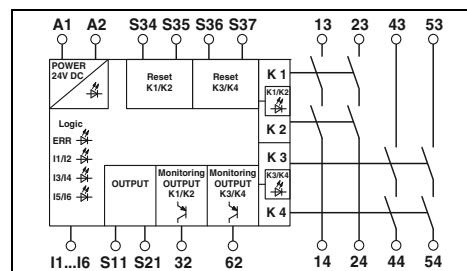 A1 A2 S34 S35 S36 S37 13 23 43 53
POWER
24V DC
Reset
K1/K2
Reset
K3/K4
K 1
K1/K2
K 2
Logic
ERR
I1/I2
I3/I4
I5/I6
K 3
K3/K4
K 4
OUTPUT
Monitoring
OUTPUT
K1/K2
Monitoring
OUTPUT
K3/K4
I1...I6 S11 S21 32 62 14 24 44 54